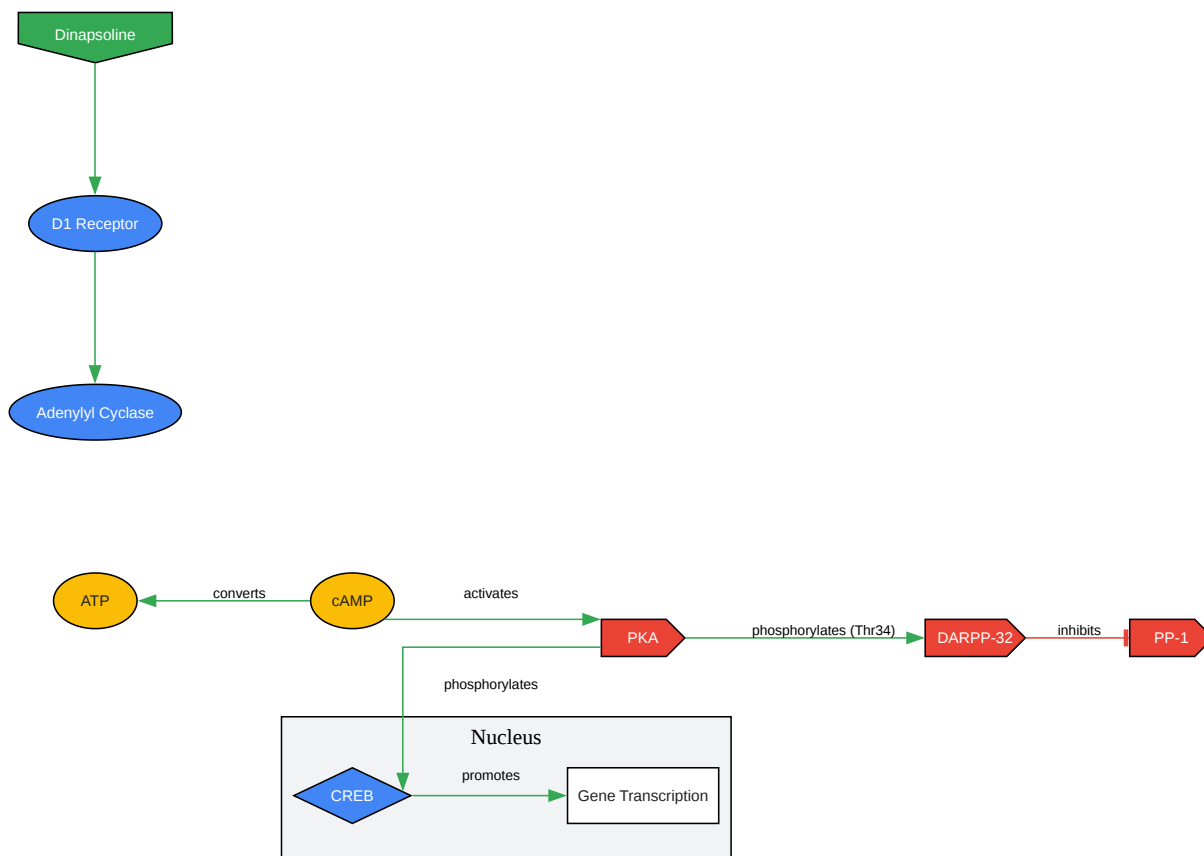 Dinapsoline
D1 Receptor
Adenylyl Cyclase
ATP
converts
cAMP
activates
PKA
phosphorylates (Thr34)
DARPP-32
inhibits
PP-1
phosphorylates
Nucleus
CREB
promotes
Gene Transcription